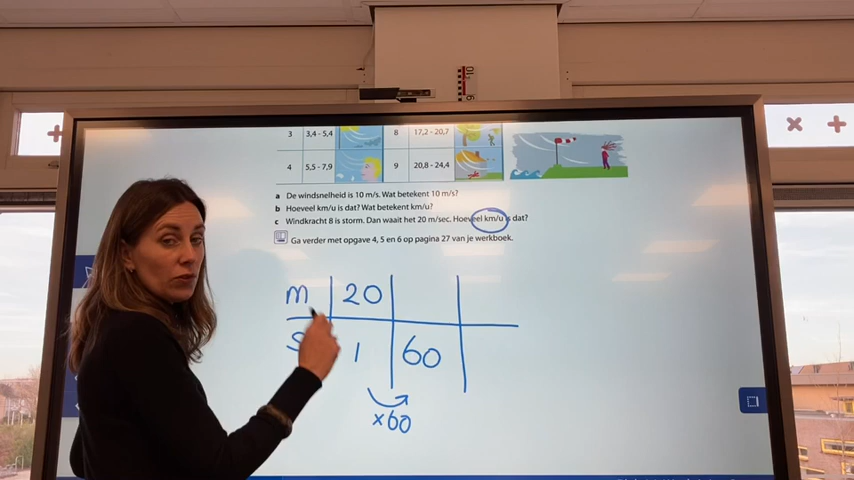 3 3,4 - 5,4 8 17,2 - 20,7
4 5,5 - 7,9 9 20,8 - 24,4
a De windsnelheid is 10 m/s. Wat betekent 10 m/s?
b Hoeveel km/u is dat? Wat betekent km/u?
c Windkracht 8 is storm. Dan waait het 20 m/sec. Hoeveel km/u is dat?
Ga verder met opgave 4, 5 en 6 op pagina 27 van je werkboek.
m 20
s 1 60
×60